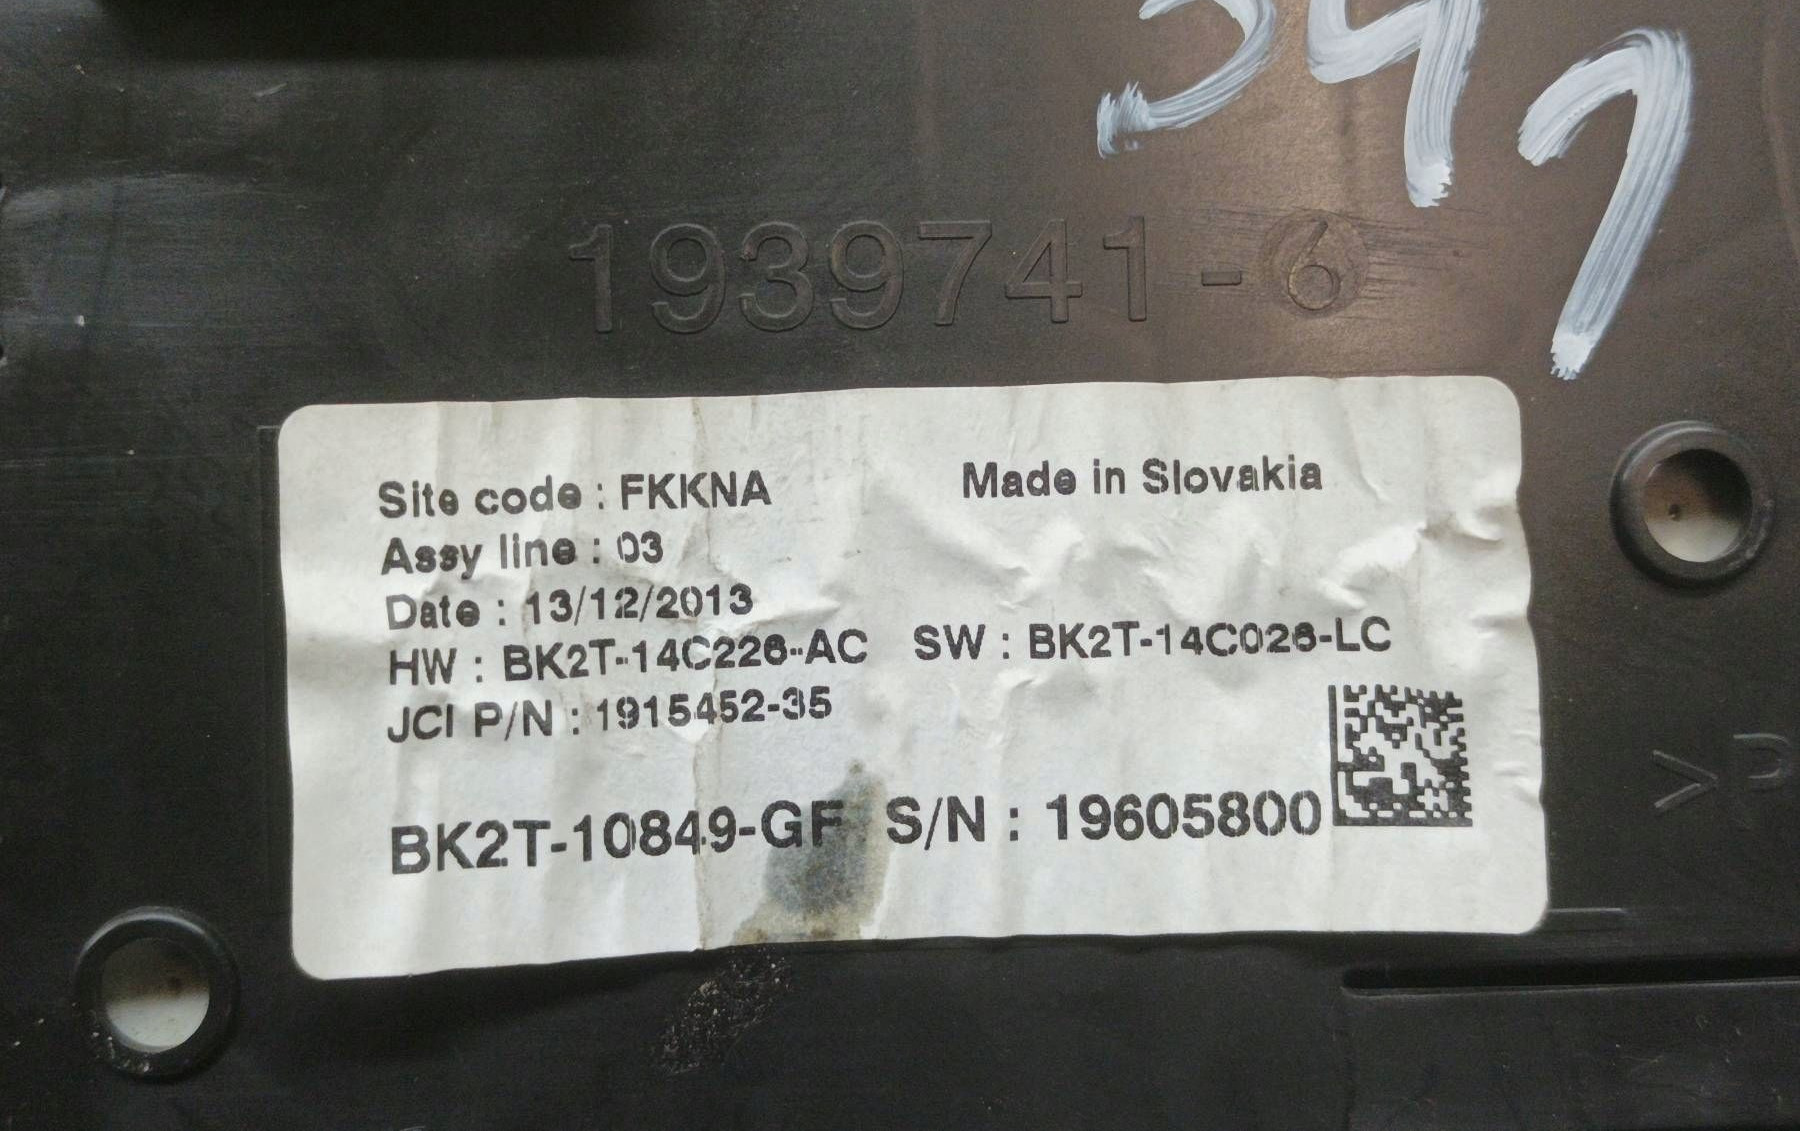 347
1939741-6
Site code : FKKNA
Made in Slovakia
Assy line : 03
Date : 13/12/2013
HW : BK2T-14C226-AC SW : BK2T-14C026-LC
JCI P/N : 1915452-35
BK2T-10849-GF S/N : 19605800